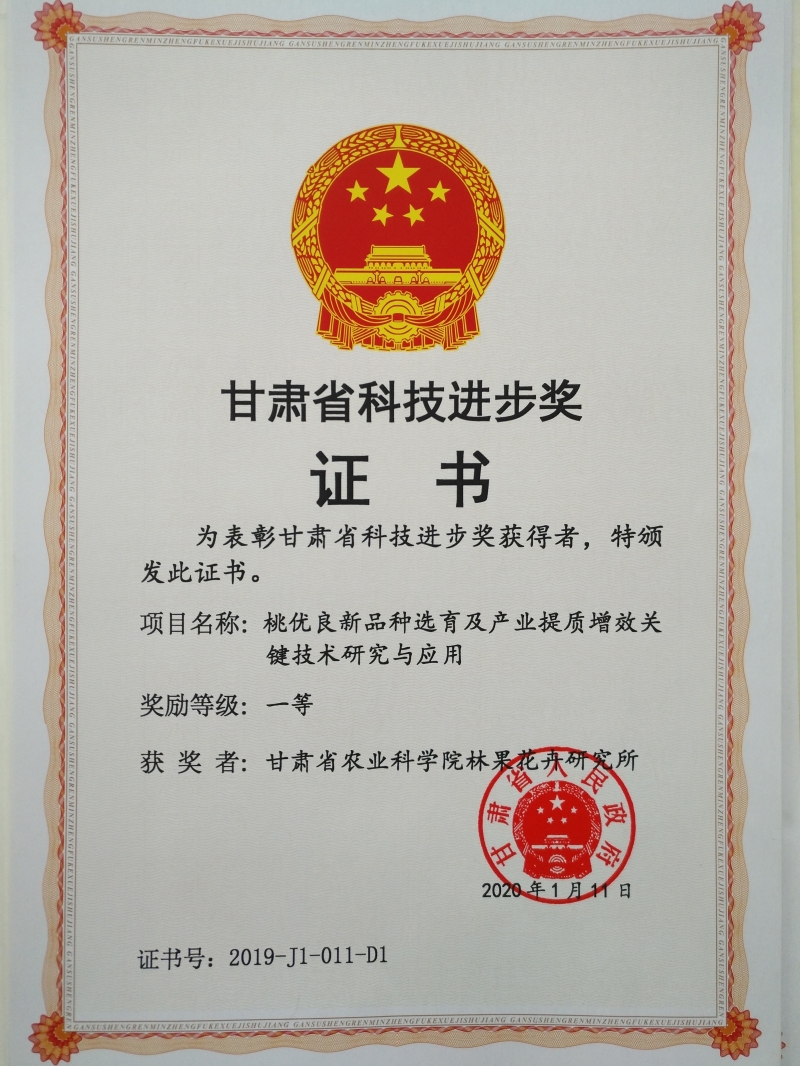 GANSUSHENGRENMINZHENGFUKEXUEJISHUJIANG GANSUSHENGRENMINZHENGFUKEXUEJISHUJIANG
甘肃省科技进步奖
证 书
为表彰甘肃省科技进步奖获得者，特颁
发此证书。
项目名称：桃优良新品种选育及产业提质增效关
键技术研究与应用
奖励等级：一等
获 奖 者：甘肃省农业科学院林果花卉研究所
甘肃省人民政府
2020年1月11日
证书号：2019-J1-011-D1